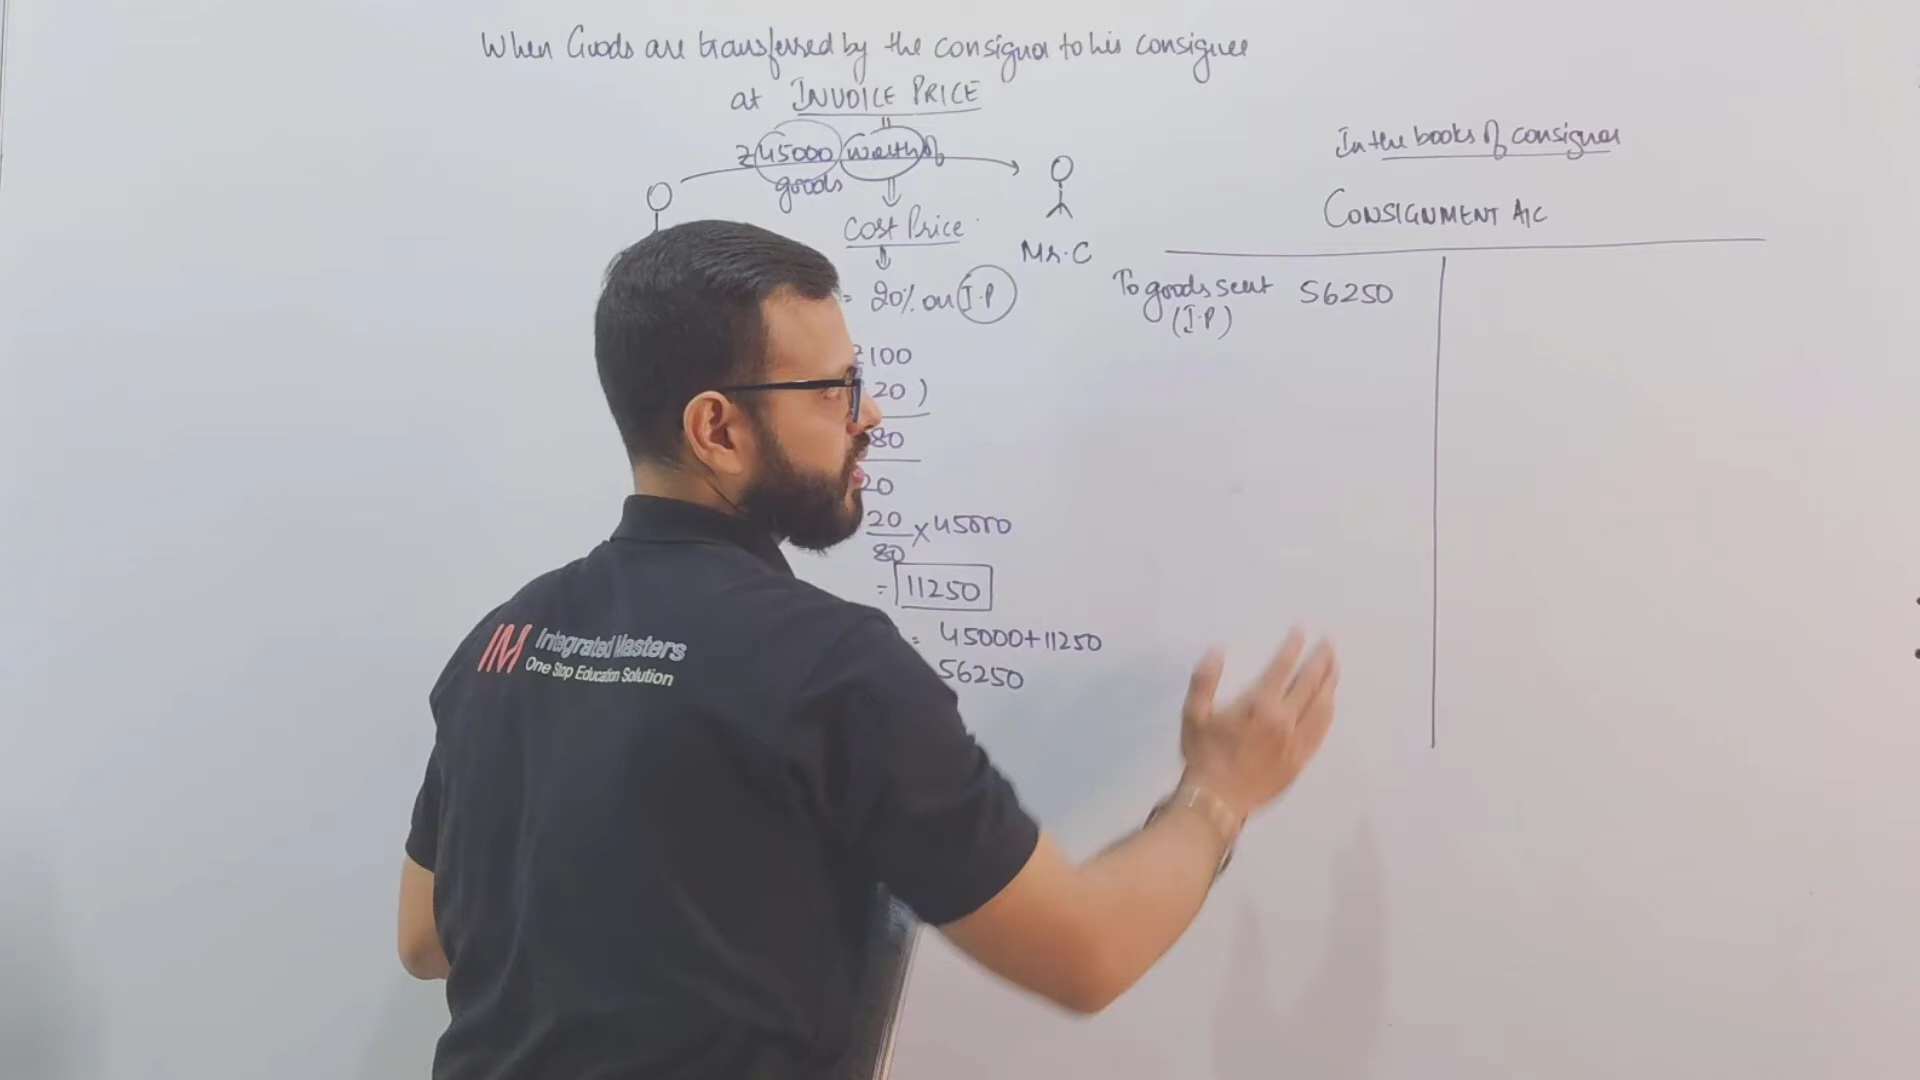 When Goods are transferred by the consignor to his consignee
at INVOICE PRICE
₹45000 worth of
goods
Cost Price
Mr. C
= 20% on I.P
₹100
20 )
80
20
20
80
x 45000
= 11250
= 45000+11250
56250
In the books of consignor
CONSIGNMENT A/C
To goods sent 56250
(I.P)
IM Integrated Masters
One Stop Education Solution